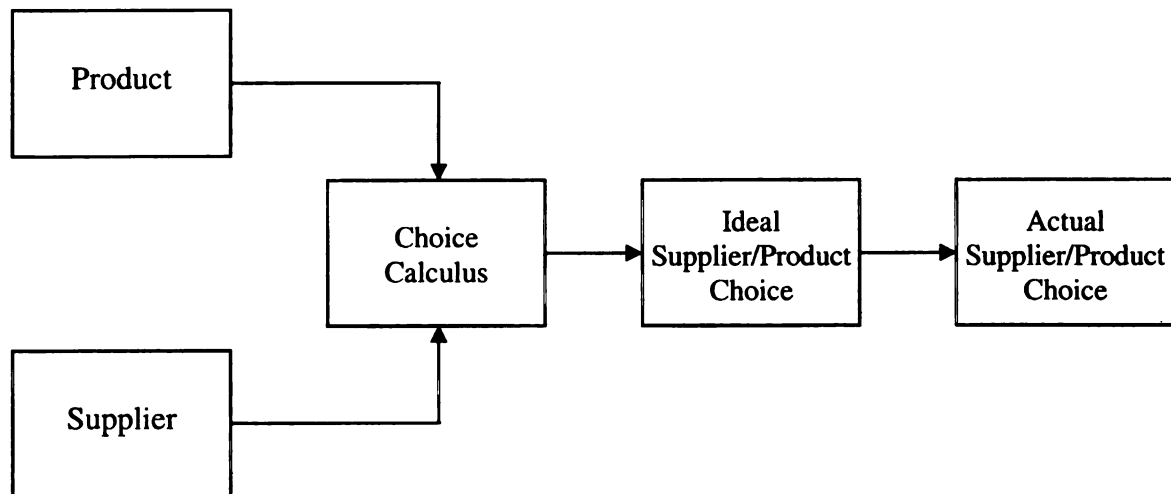 Product
Choice
Calculus
Ideal
Supplier/Product
Choice
Actual
Supplier/Product
Choice
Supplier